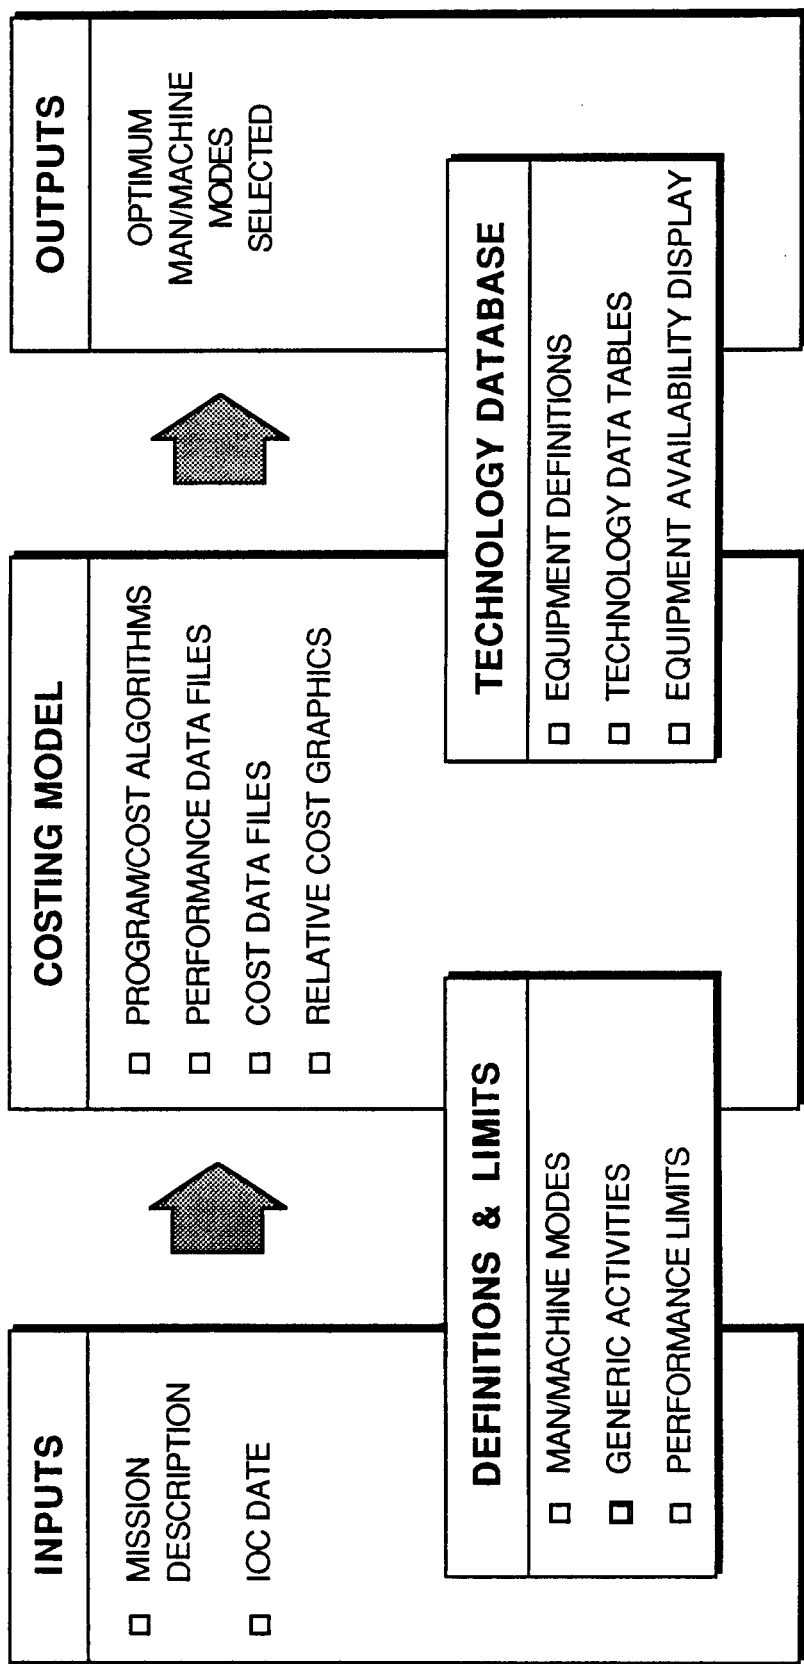 INPUTS
□ MISSION
DESCRIPTION
□ IOC DATE
COSTING MODEL
□ PROGRAM/COST ALGORITHMS
□ PERFORMANCE DATA FILES
□ COST DATA FILES
□ RELATIVE COST GRAPHICS
OUTPUTS
OPTIMUM
MAN/MACHINE
MODES
SELECTED
DEFINITIONS & LIMITS
□ MAN/MACHINE MODES
□ GENERIC ACTIVITIES
□ PERFORMANCE LIMITS
TECHNOLOGY DATABASE
□ EQUIPMENT DEFINITIONS
□ TECHNOLOGY DATA TABLES
□ EQUIPMENT AVAILABILITY DISPLAY